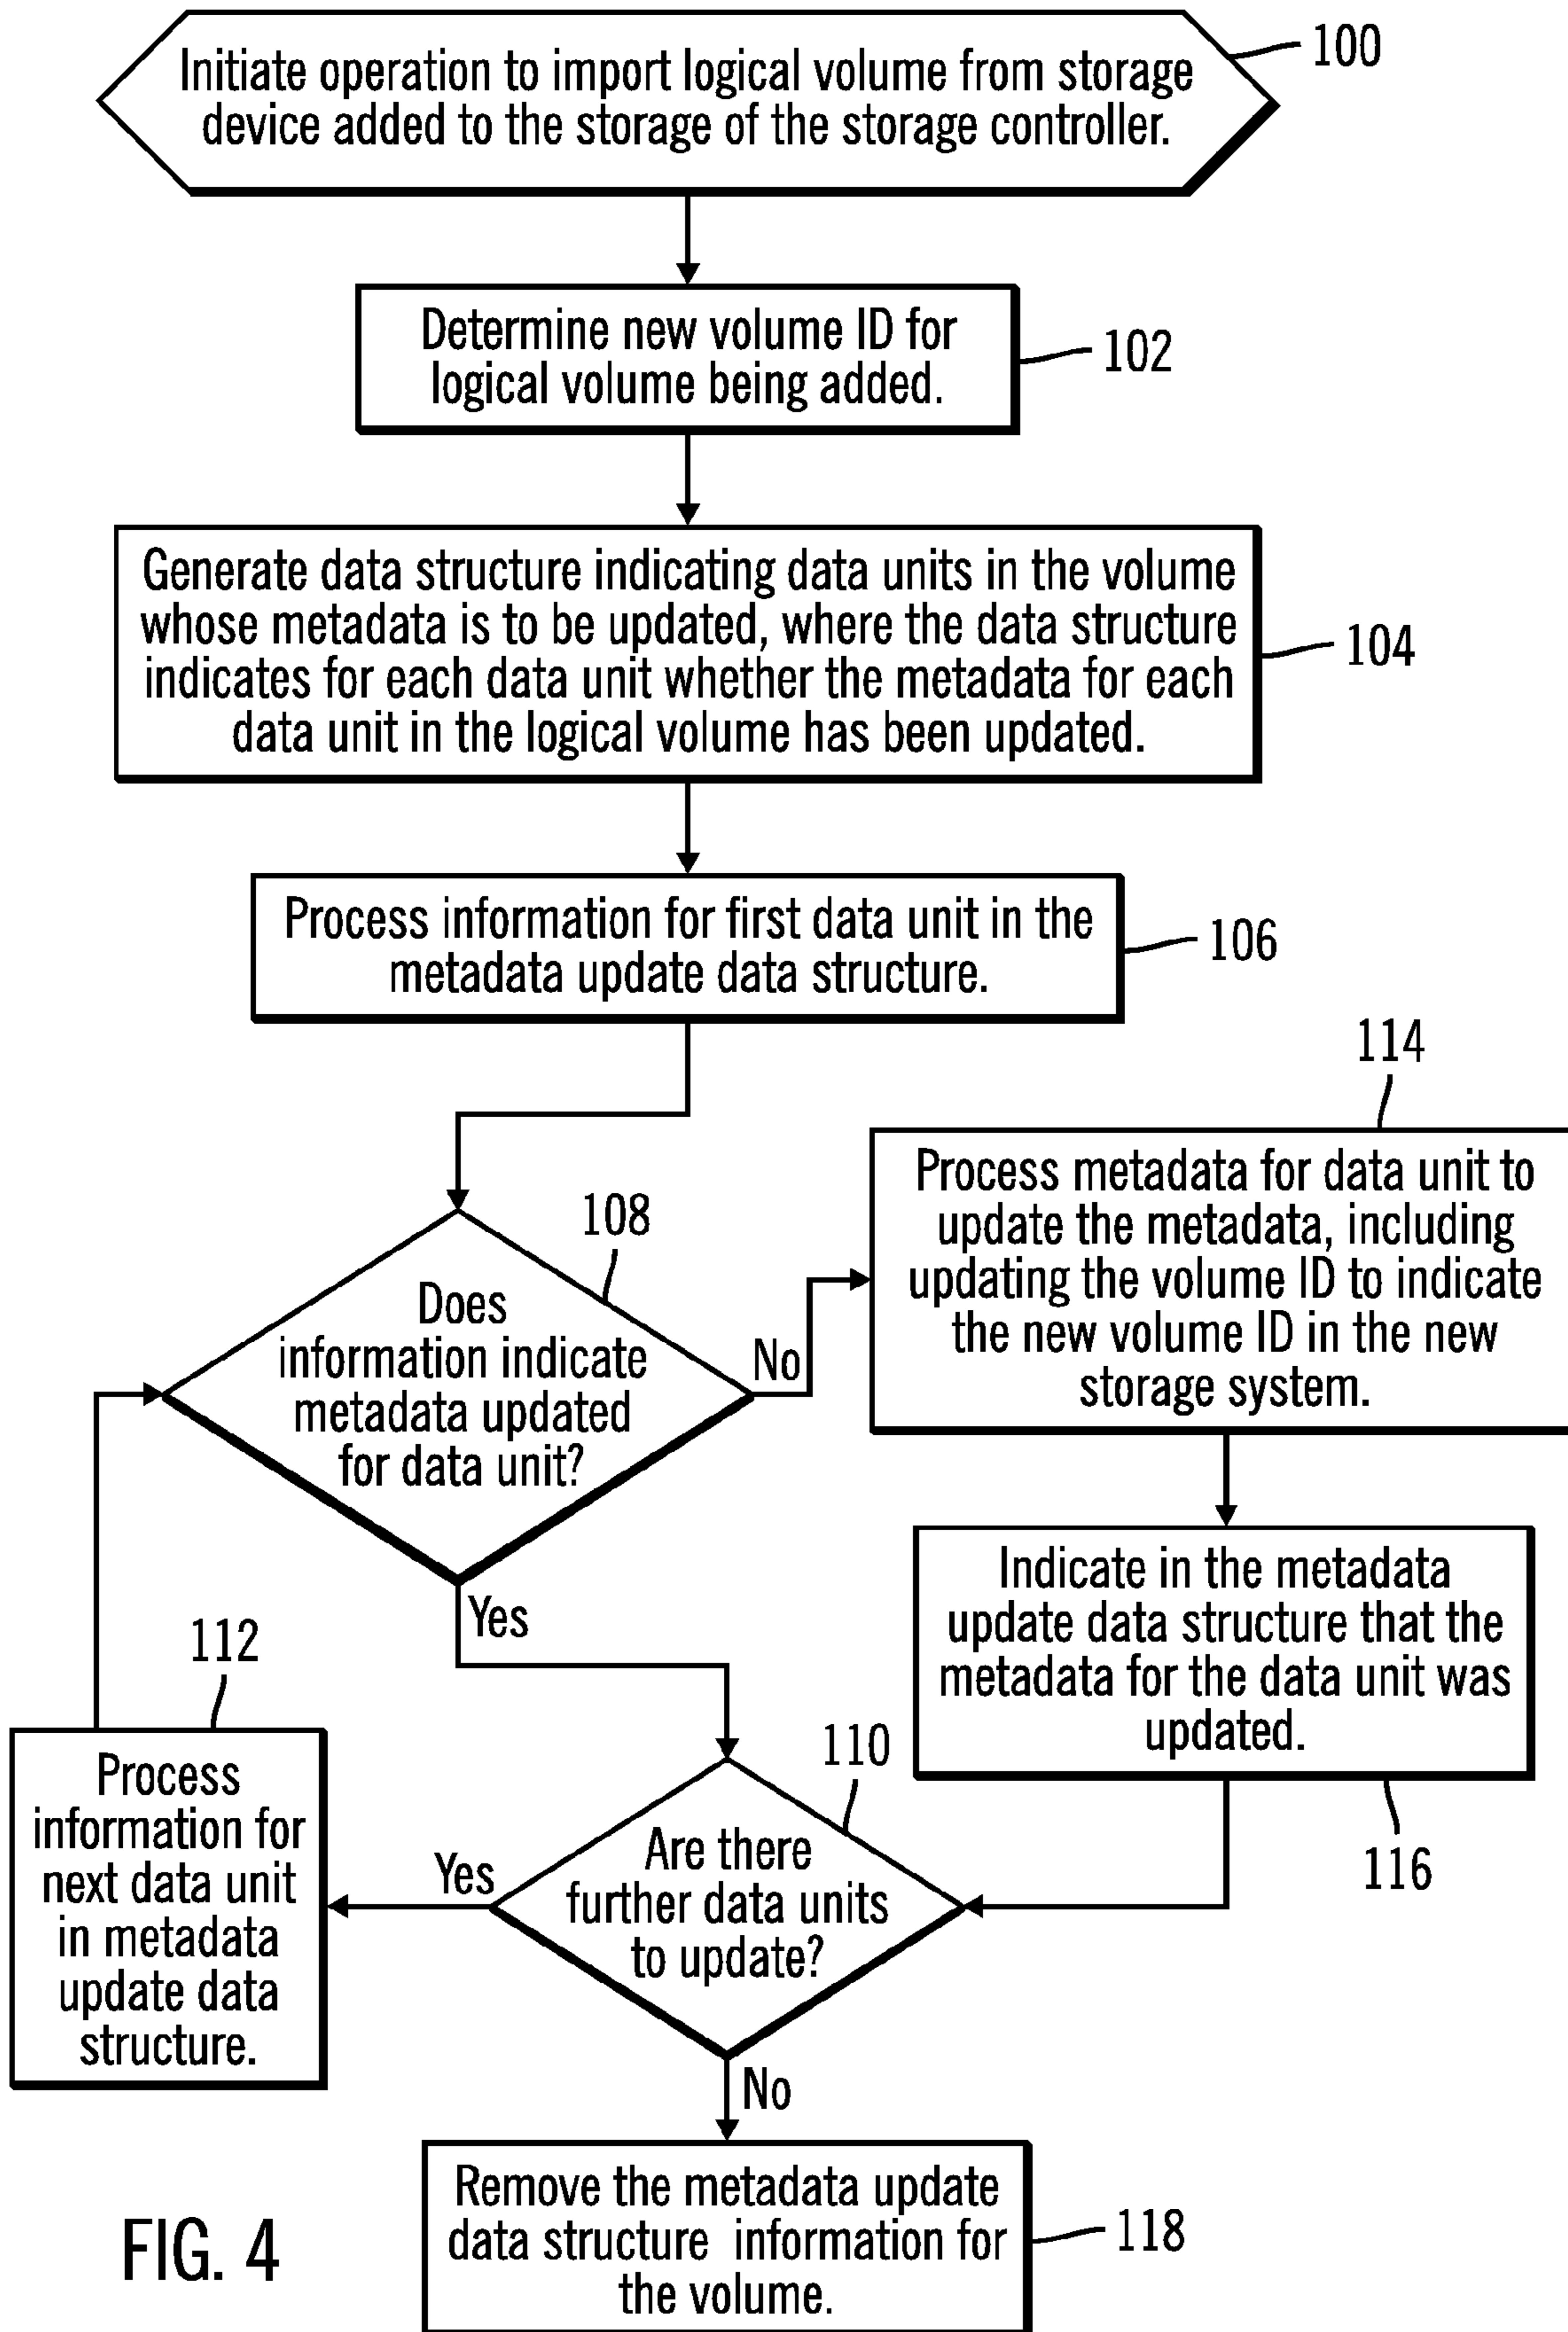 Initiate operation to import logical volume from storage
device added to the storage of the storage controller.
100
Determine new volume ID for
logical volume being added.
102
Generate data structure indicating data units in the volume
whose metadata is to be updated, where the data structure
indicates for each data unit whether the metadata for each
data unit in the logical volume has been updated.
104
Process information for first data unit in the
metadata update data structure.
106
108
Does
information indicate
metadata updated
for data unit?
No
Yes
114
Process metadata for data unit to
update the metadata, including
updating the volume ID to indicate
the new volume ID in the new
storage system.
Indicate in the metadata
update data structure that the
metadata for the data unit was
updated.
116
110
Are there
further data units
to update?
Yes
No
112
Process
information for
next data unit
in metadata
update data
structure.
Remove the metadata update
data structure information for
the volume.
118
FIG. 4